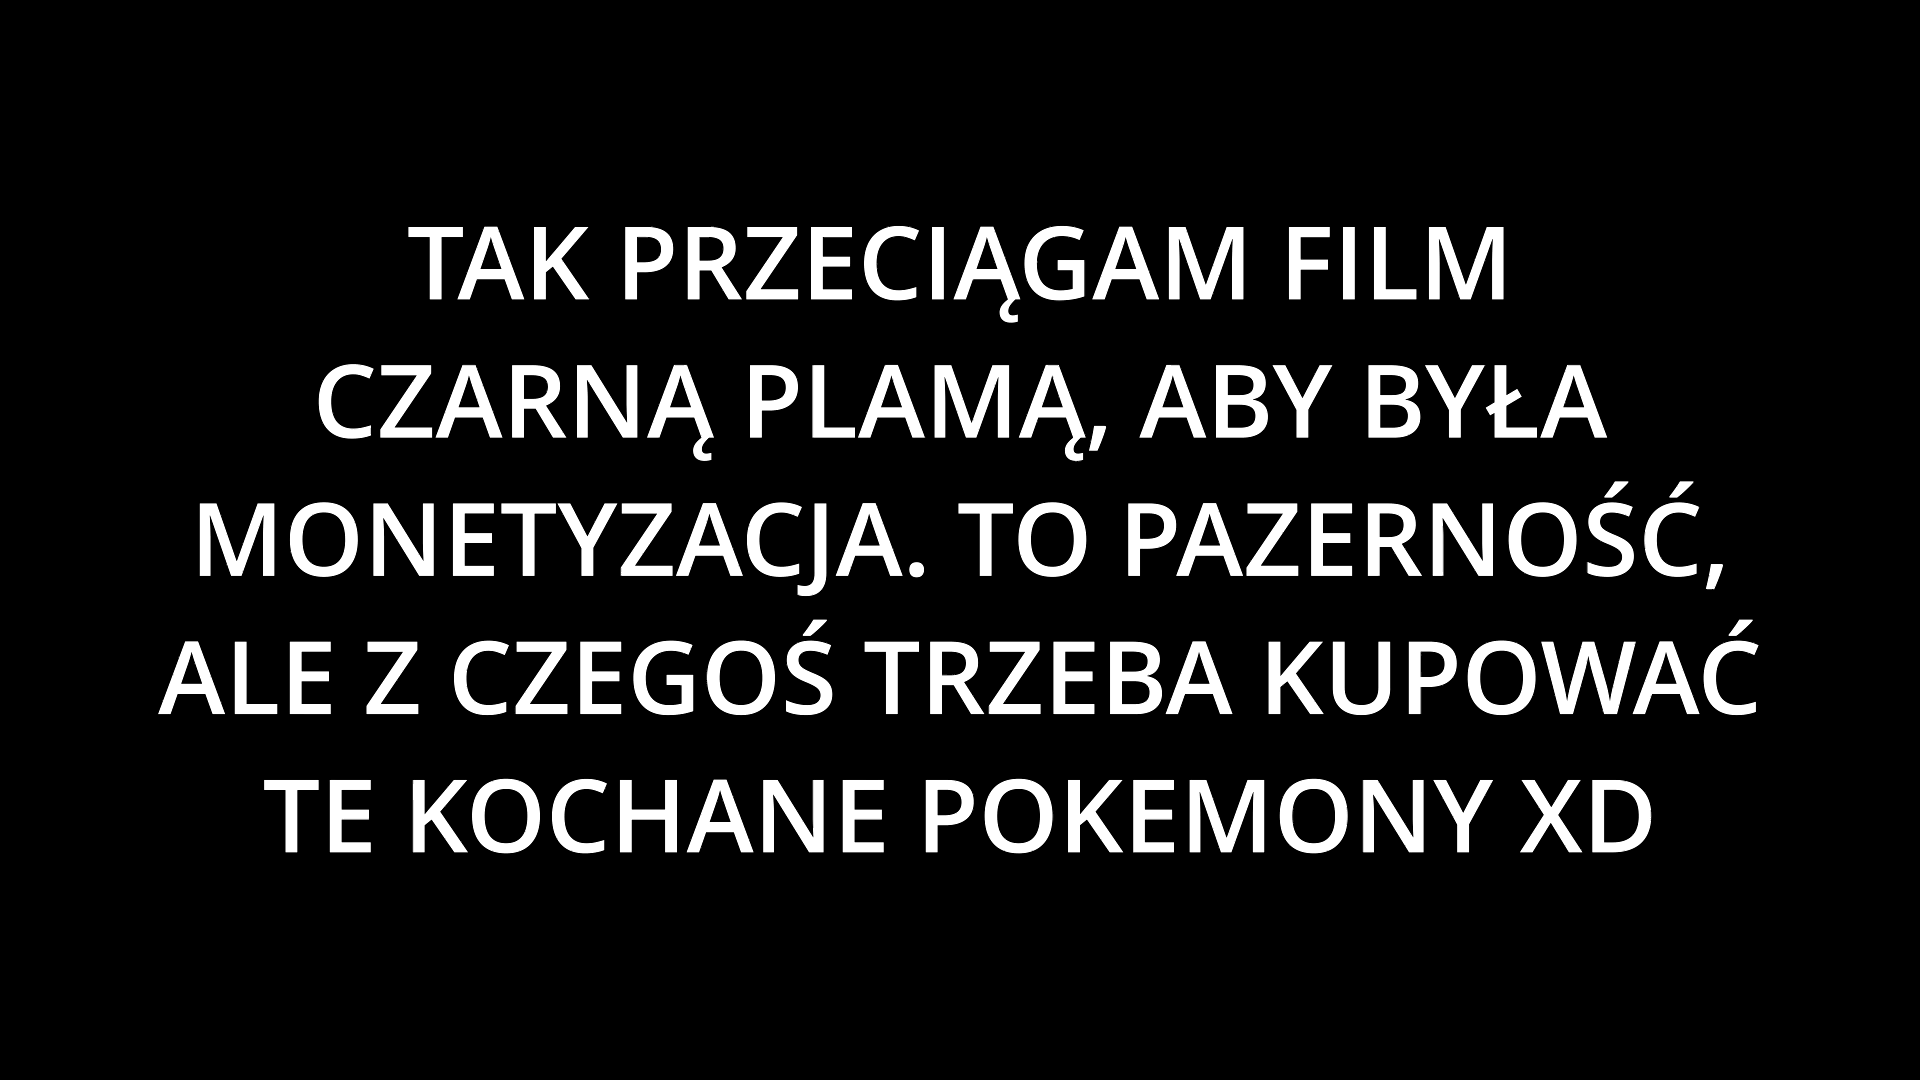 TAK PRZECIĄGAM FILM
CZARNĄ PLAMĄ, ABY BYŁA
MONETYZACJA. TO PAZERNOŚĆ,
ALE Z CZEGOŚ TRZEBA KUPOWAĆ
TE KOCHANE POKEMONY XD